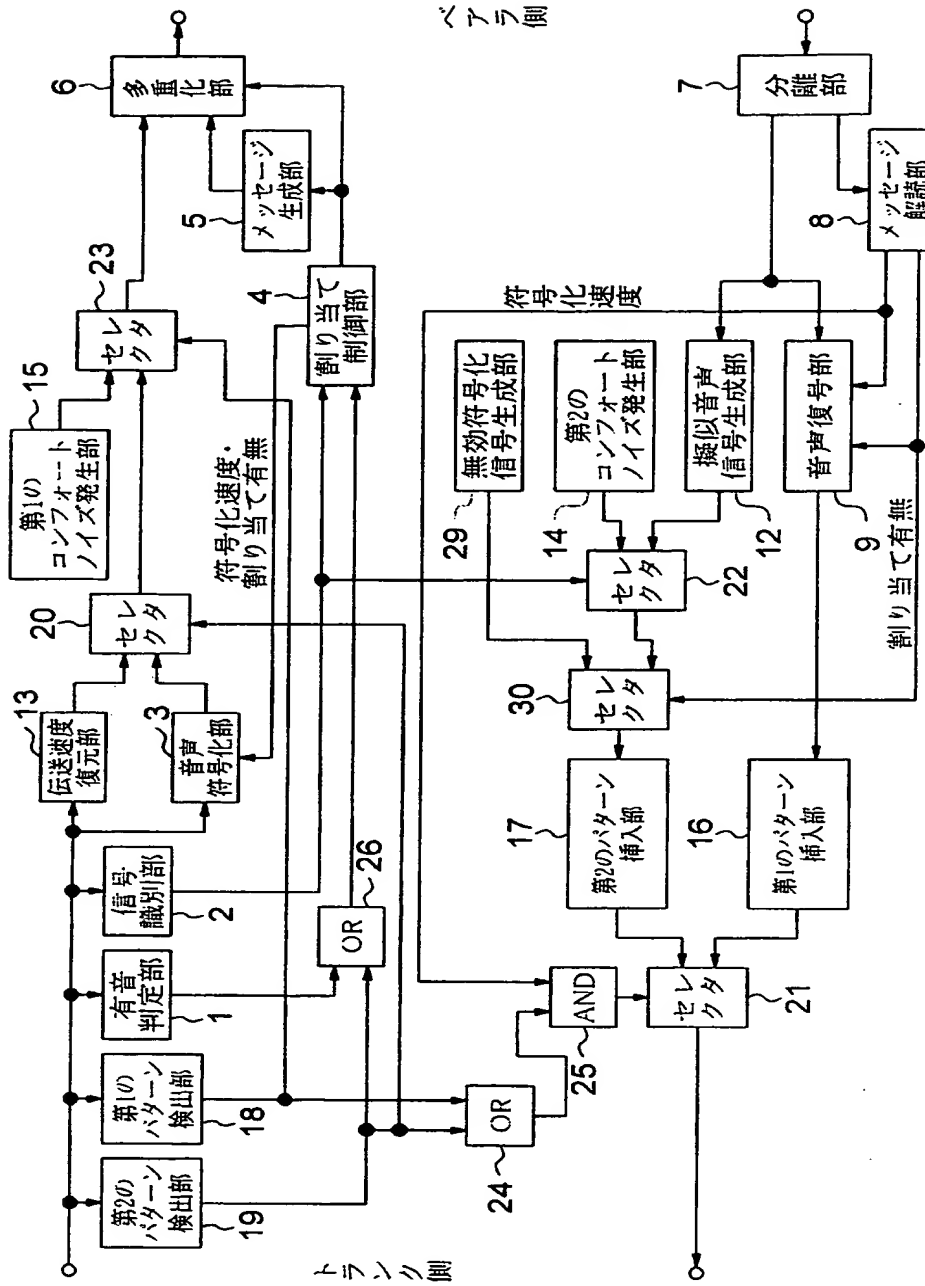 トランク側
ベアラ側
第2の
パターン
検出部
19
第1の
パターン
検出部
18
有音
判定部
1
信号
識別部
2
伝送速度
復元部
13
音声
符号化部
3
セレ
クタ
20
第1の
コンフォート
ノイズ発生部
15
セレ
クタ
23
多重化部
6
メッセージ
生成部
5
割り当て
制御部
4
符号化速度・
割り当て有無
OR
26
OR
24
AND
25
セレ
クタ
21
第2のパターン
挿入部
17
第1のパターン
挿入部
16
セレ
クタ
30
セレ
クタ
22
無効符号化
信号生成部
29
第2の
コンフォート
ノイズ発生部
14
擬似音声
信号生成部
12
音声復号部
9
符号化速度
割り当て有無
分離部
7
メッセージ
解読部
8